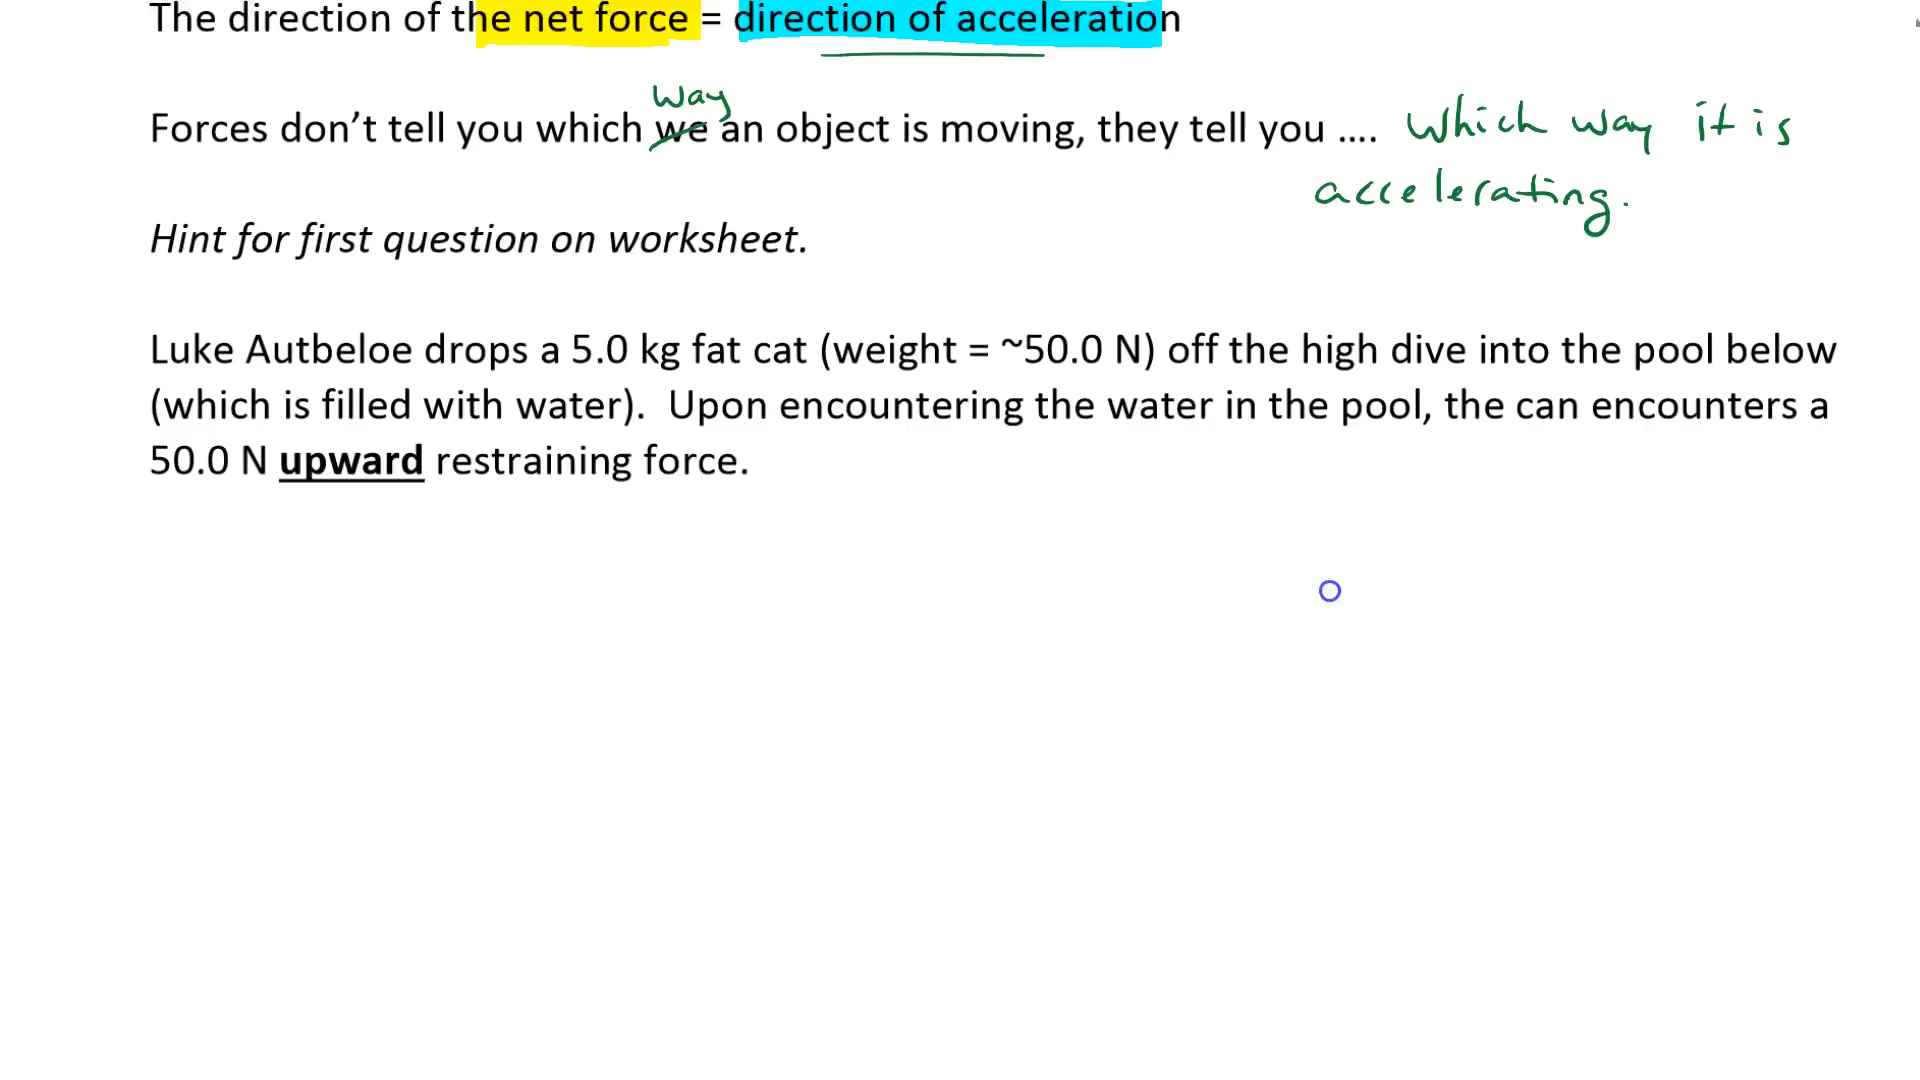 The direction of the net force = direction of acceleration
way
Forces don’t tell you which we an object is moving, they tell you .... which way it is
accelerating.
Hint for first question on worksheet.
Luke Autbeloe drops a 5.0 kg fat cat (weight = ~50.0 N) off the high dive into the pool below
(which is filled with water).  Upon encountering the water in the pool, the can encounters a
50.0 N upward restraining force.